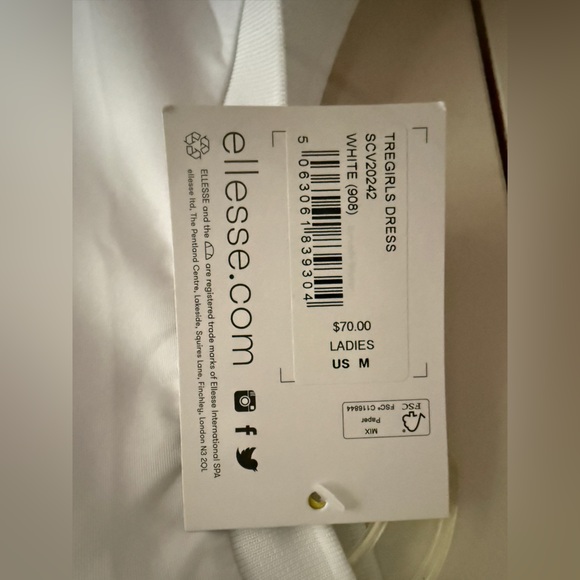 TREGIRLS DRESS
SCV20242
WHITE (908)
5 063061 839304
$70.00
LADIES
US M
ellesse.com
ELLESSE and the are registered trade marks of Ellesse International SPA
ellesse ltd, The Pentland Centre, Lakeside, Squires Lane, Finchley, London N3 2QL
FSC
MIX
Paper
FSC® C116844